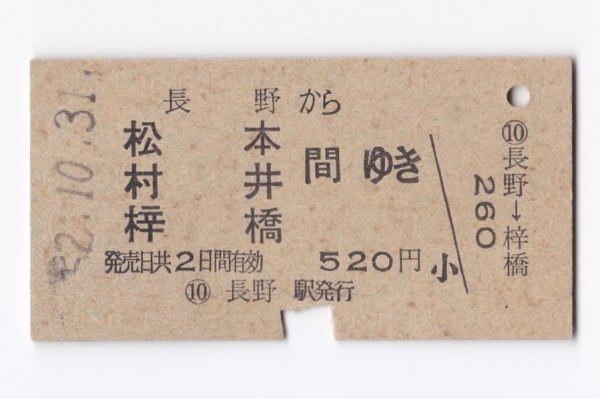 52.10.31.
長野から
松本
村井間ゆき
梓橋
発売日共2日間有効 520円
⑩ 長野 駅発行
小
⑩長野→梓橋
260